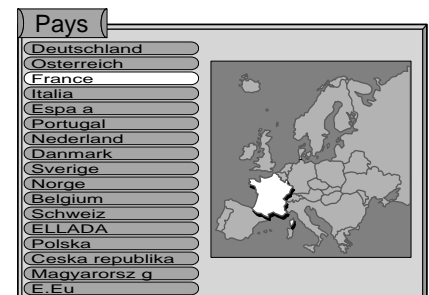 Pays
Deutschland
Osterreich
France
Italia
Espa a
Portugal
Nederland
Danmark
Sverige
Norge
Belgium
Schweiz
ELLADA
Polska
Ceska republika
Magyarorsz g
E.Eu